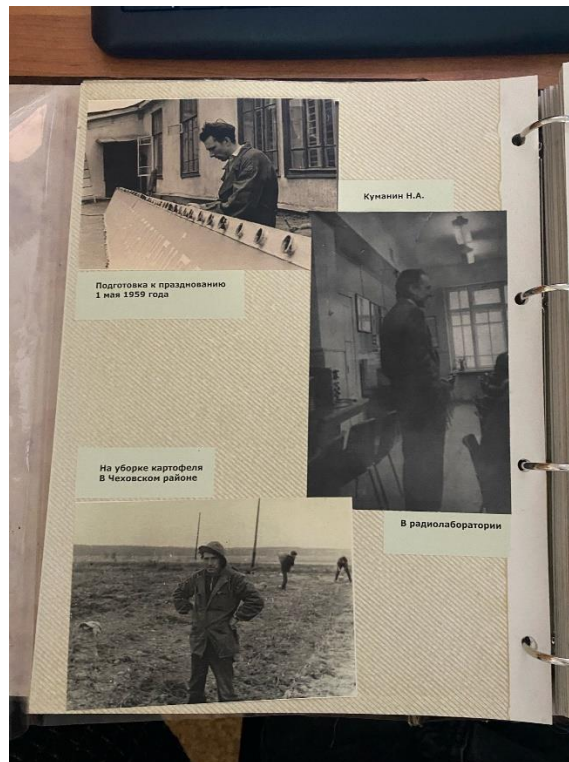 Куманин Н.А.
Подготовка к празднованию
1 мая 1959 года
На уборке картофеля
В Чеховском районе
В радиолаборатории